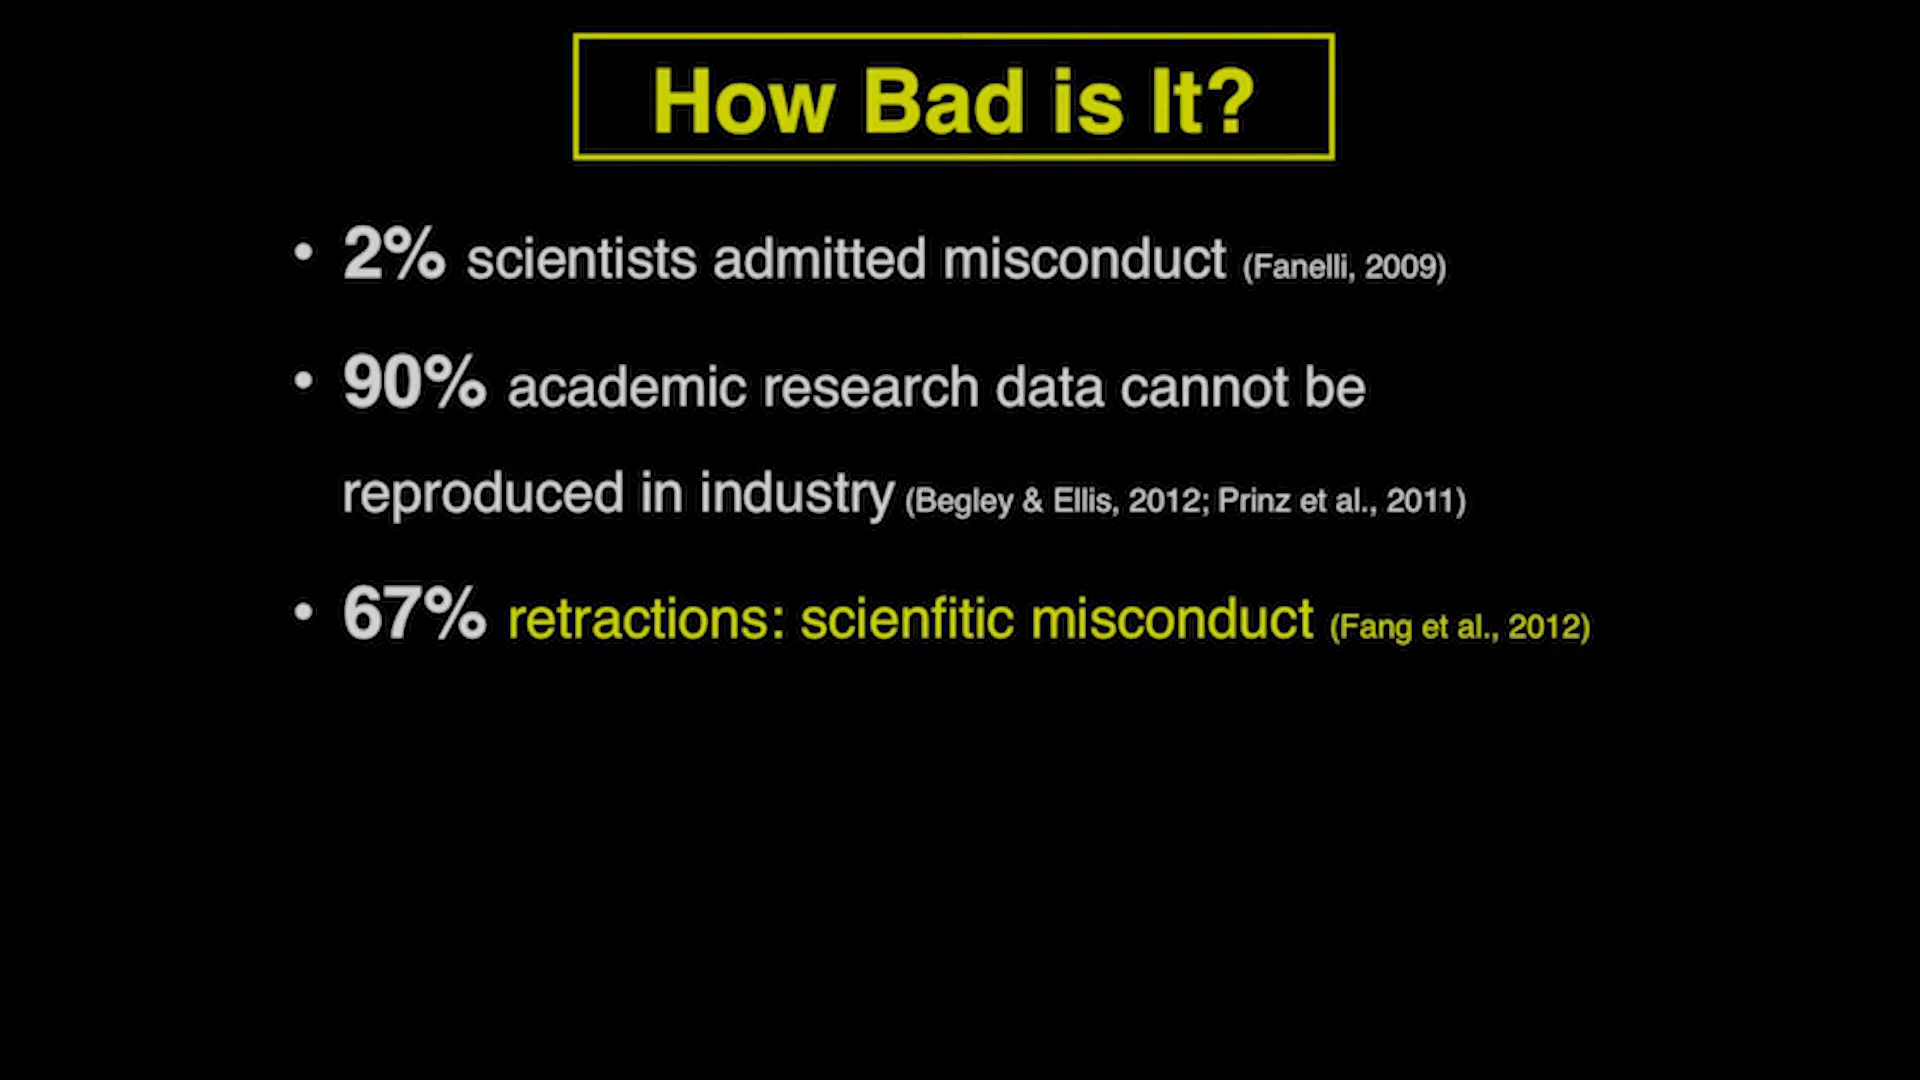 How Bad is It?
• 2% scientists admitted misconduct (Fanelli, 2009)
• 90% academic research data cannot be
reproduced in industry (Begley & Ellis, 2012; Prinz et al., 2011)
• 67% retractions: scienfitic misconduct (Fang et al., 2012)